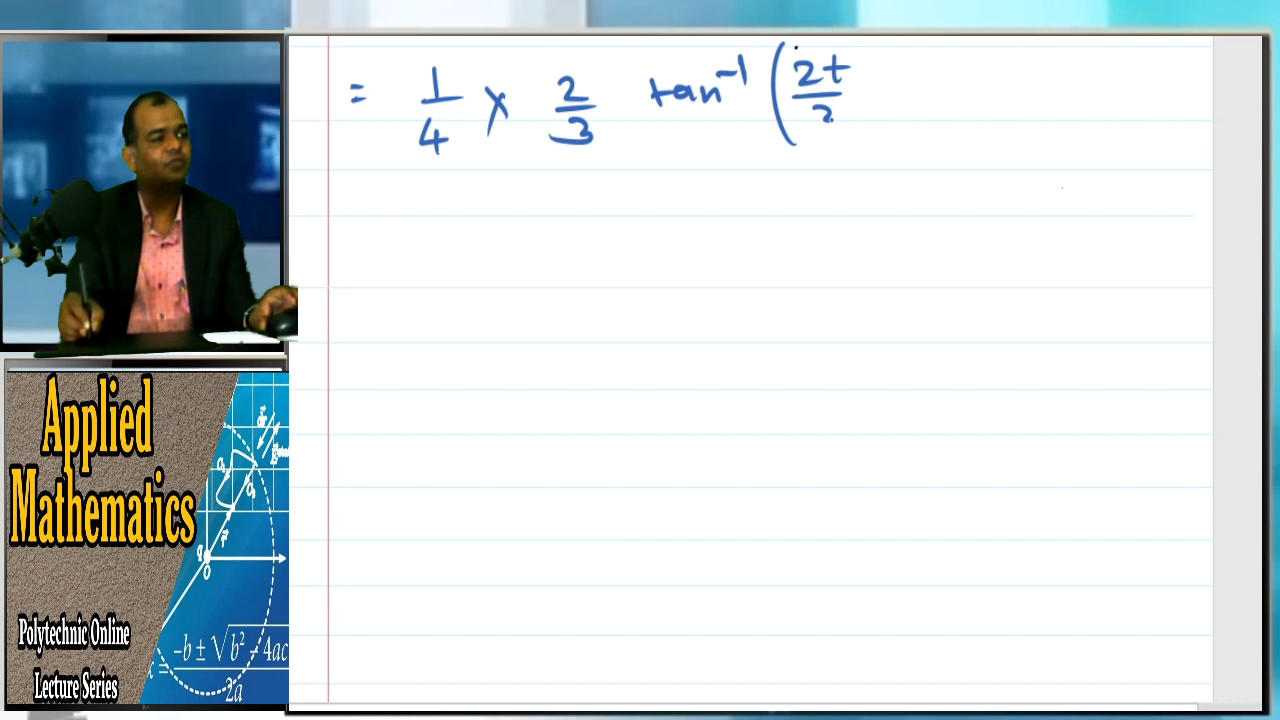 = 1/4 × 2/3 tan⁻¹ (2t/3
Applied
Mathematics
Polytechnic Online
Lecture Series
-b ± √b² - 4ac
2a